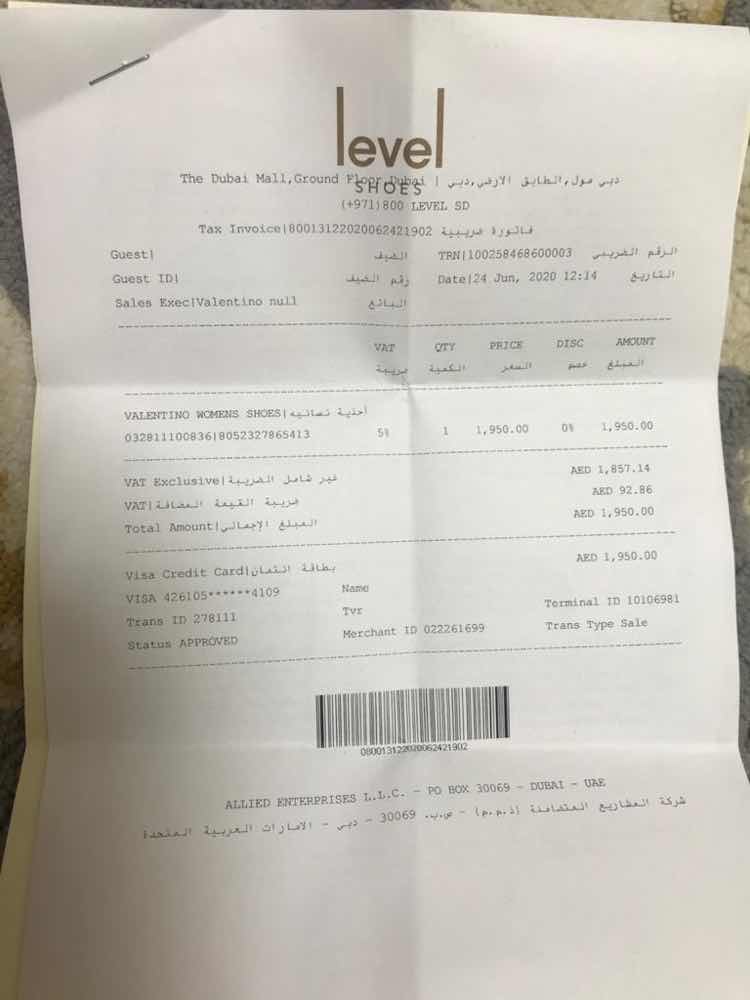 level
SHOES
The Dubai Mall,Ground Floor,Dubai | دبي مول,الطابق الارضي,دبي
(+971)800 LEVEL SD
Tax Invoice|80013122020062421902 فاتورة ضريبية
Guest| الضيف TRN|100258468600003 الرقم الضريبي
Guest ID| رقم الضيف Date|24 Jun, 2020 12:14 التاريخ
Sales Exec|Valentino null البائع
VAT QTY PRICE DISC AMOUNT
ضريبة الكمية السعر خصم المبلغ
VALENTINO WOMENS SHOES|أحذية نسائيه
032811100836|8052327865413 5% 1 1,950.00 0% 1,950.00
VAT Exclusive|غير شامل الضريبة AED 1,857.14
VAT|ضريبة القيمة المضافة AED 92.86
Total Amount|المبلغ الإجمالي AED 1,950.00
Visa Credit Card|بطاقة ائتمان AED 1,950.00
VISA 426105******4109 Name
Trans ID 278111 Tvr Terminal ID 10106981
Status APPROVED Merchant ID 022261699 Trans Type Sale
080013122020062421902
ALLIED ENTERPRISES L.L.C. - PO BOX 30069 - DUBAI - UAE
شركة المشاريع المتضافنة (ذ.م.م) - ص.ب. 30069 - دبي - الامارات العربية المتحدة